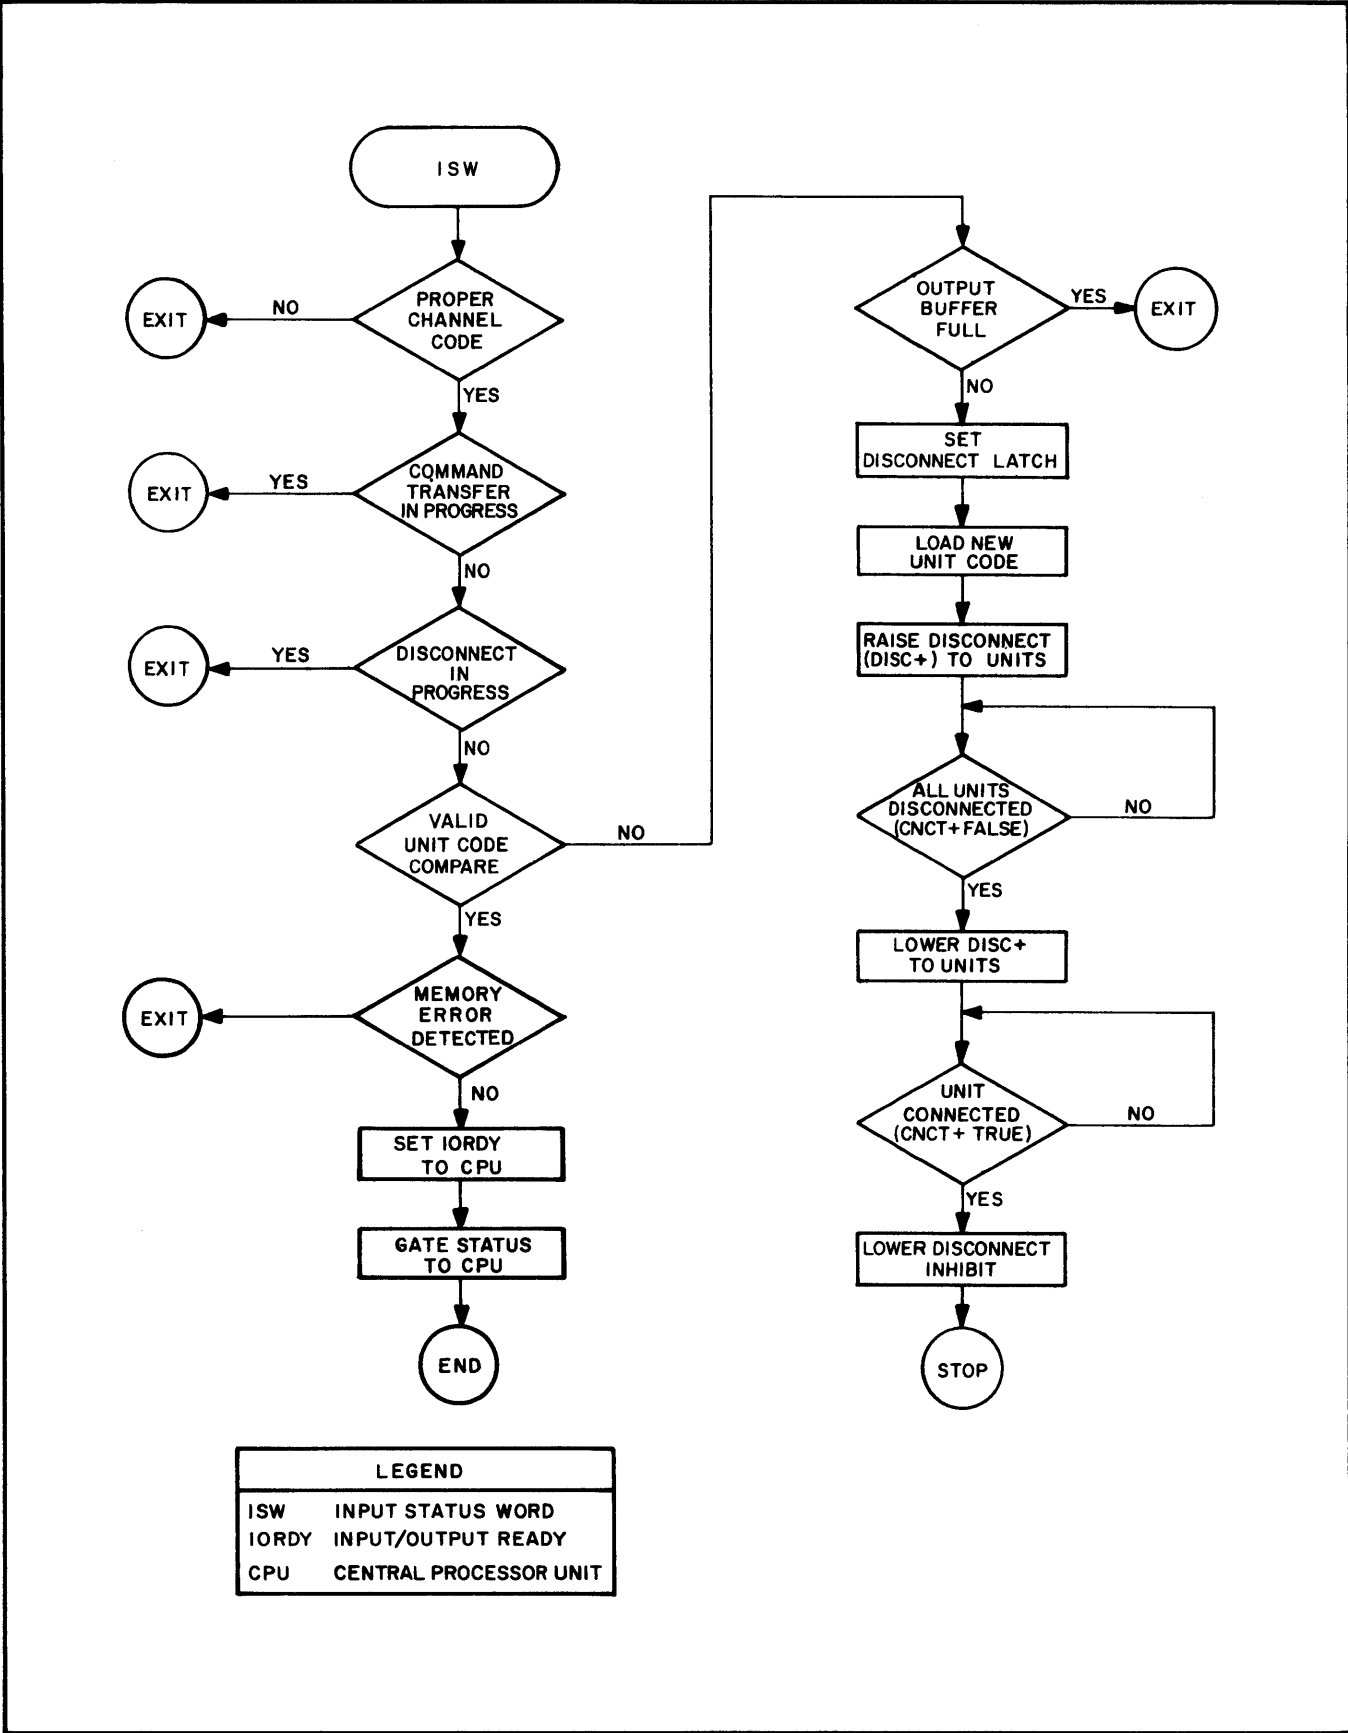 ISW
PROPER
CHANNEL
CODE
NO
EXIT
YES
COMMAND
TRANSFER
IN PROGRESS
YES
EXIT
NO
DISCONNECT
IN
PROGRESS
YES
EXIT
NO
VALID
UNIT CODE
COMPARE
NO
YES
MEMORY
ERROR
DETECTED
EXIT
NO
SET IORDY
TO CPU
GATE STATUS
TO CPU
END
OUTPUT
BUFFER
FULL
YES
EXIT
NO
SET
DISCONNECT LATCH
LOAD NEW
UNIT CODE
RAISE DISCONNECT
(DISC+) TO UNITS
ALL UNITS
DISCONNECTED
(CNCT+FALSE)
NO
YES
LOWER DISC+
TO UNITS
UNIT
CONNECTED
(CNCT+ TRUE)
NO
YES
LOWER DISCONNECT
INHIBIT
STOP
LEGEND
ISW INPUT STATUS WORD
IORDY INPUT/OUTPUT READY
CPU CENTRAL PROCESSOR UNIT